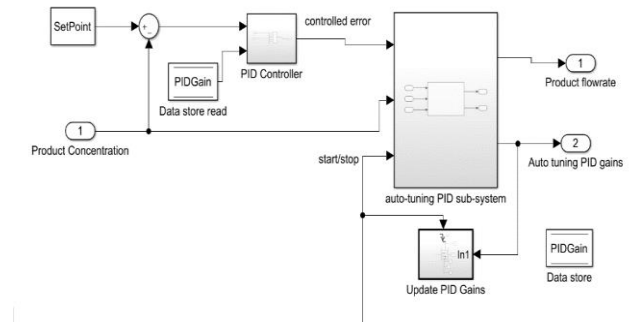 SetPoint
controlled error
PIDGain
PID Controller
Data store read
1
Product flowrate
1
Product Concentration
start/stop
2
Auto tuning PID gains
auto-tuning PID sub-system
In1
PIDGain
Data store
Update PID Gains